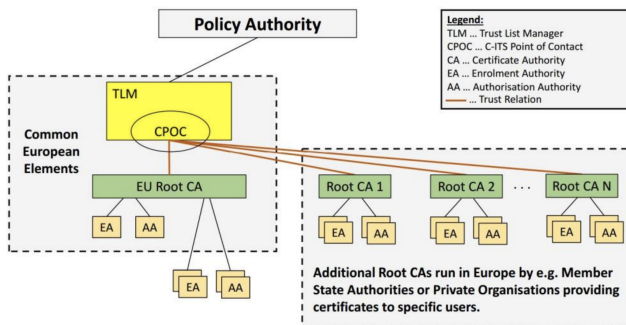 Policy Authority
Legend:
TLM ... Trust List Manager
CPOC ... C-ITS Point of Contact
CA ... Certificate Authority
EA ... Enrolment Authority
AA ... Authorisation Authority
... Trust Relation
TLM
CPOC
Common
European
Elements
EU Root CA
Root CA 1
Root CA 2
...
Root CA N
EA
AA
EA
AA
EA
AA
EA
AA
EA
AA
Additional Root CAs run in Europe by e.g. Member
State Authorities or Private Organisations providing
certificates to specific users.